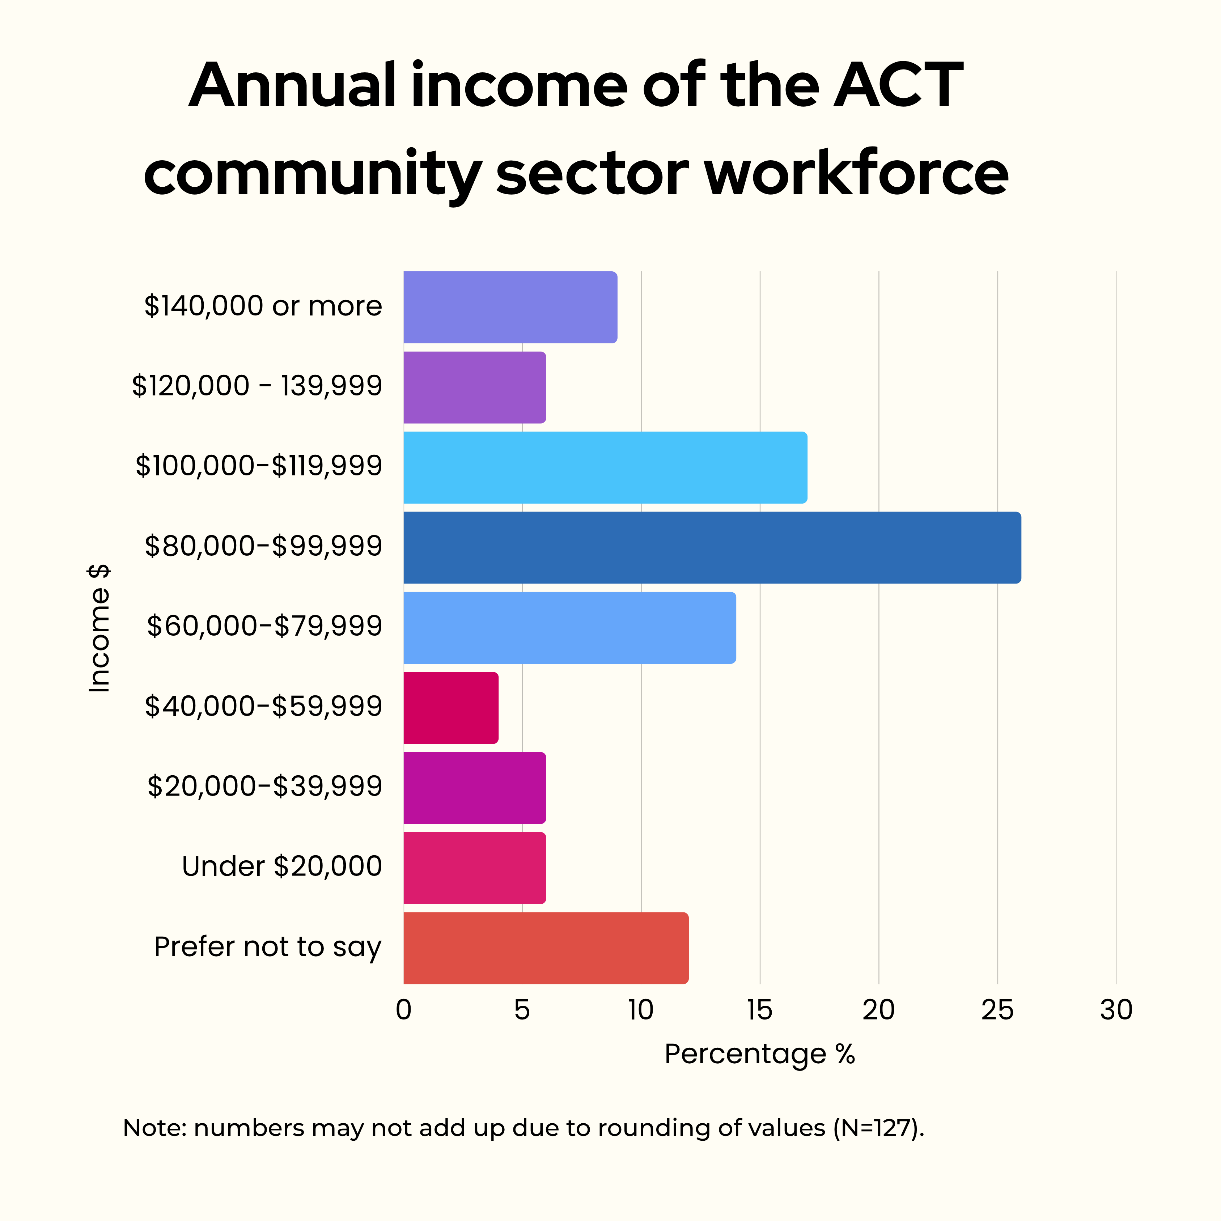 Annual income of the ACT
community sector workforce
$140,000 or more
$120,000 - 139,999
$100,000-$119,999
$80,000-$99,999
$60,000-$79,999
$40,000-$59,999
$20,000-$39,999
Under $20,000
Prefer not to say
Income $
0 5 10 15 20 25 30
Percentage %
Note: numbers may not add up due to rounding of values (N=127).